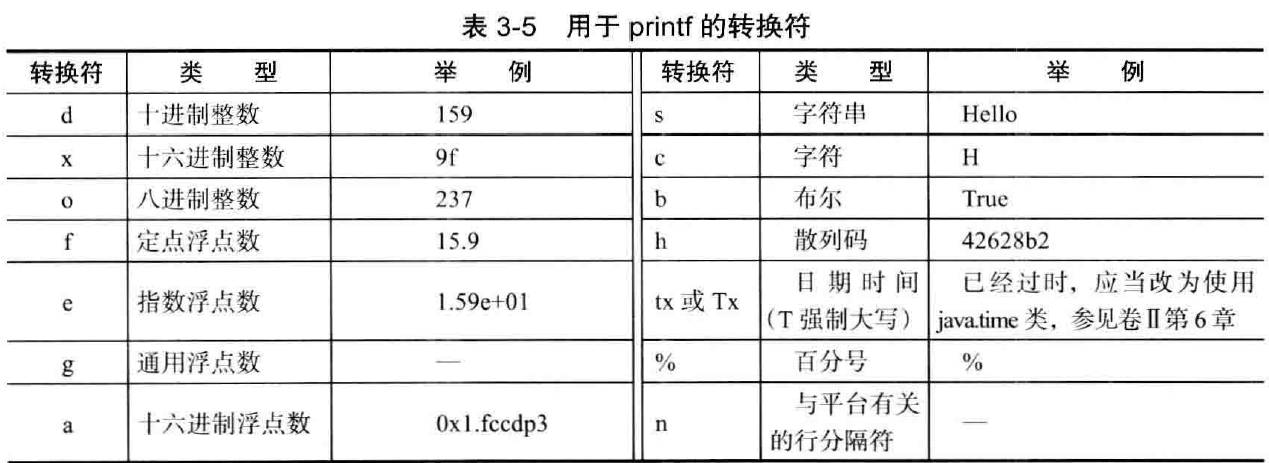 表 3-5 用于 printf 的转换符
转换符 类 型 举 例 转换符 类 型 举 例
d 十进制整数 159 s 字符串 Hello
x 十六进制整数 9f c 字符 H
o 八进制整数 237 b 布尔 True
f 定点浮点数 15.9 h 散列码 42628b2
e 指数浮点数 1.59e+01 tx 或 Tx 日 期 时 间 已经过时，应当改为使用
(T 强制大写) java.time 类，参见卷Ⅱ第 6 章
g 通用浮点数 — % 百分号 %
a 十六进制浮点数 0x1.fccdp3 n 与平台有关 —
的行分隔符